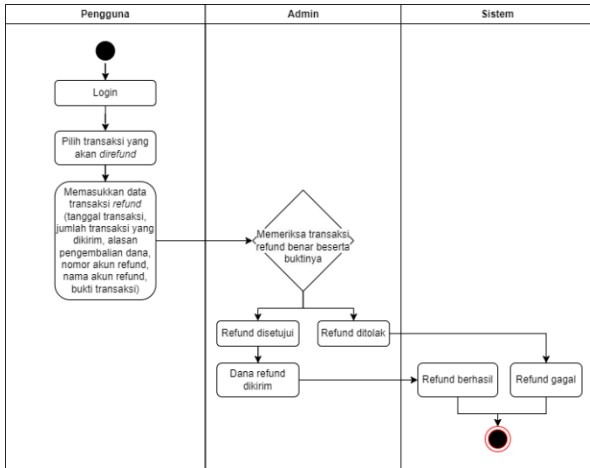 Pengguna
Admin
Sistem
Login
Pilih transaksi yang
akan direfund
Memasukkan data
transaksi refund
(tanggal transaksi,
jumlah transaksi yang
dikirim, alasan
pengembalian dana,
nomor akun refund,
nama akun refund,
bukti transaksi)
Memeriksa transaksi
refund benar beserta
buktinya
Refund disetujui
Refund ditolak
Dana refund
dikirim
Refund berhasil
Refund gagal